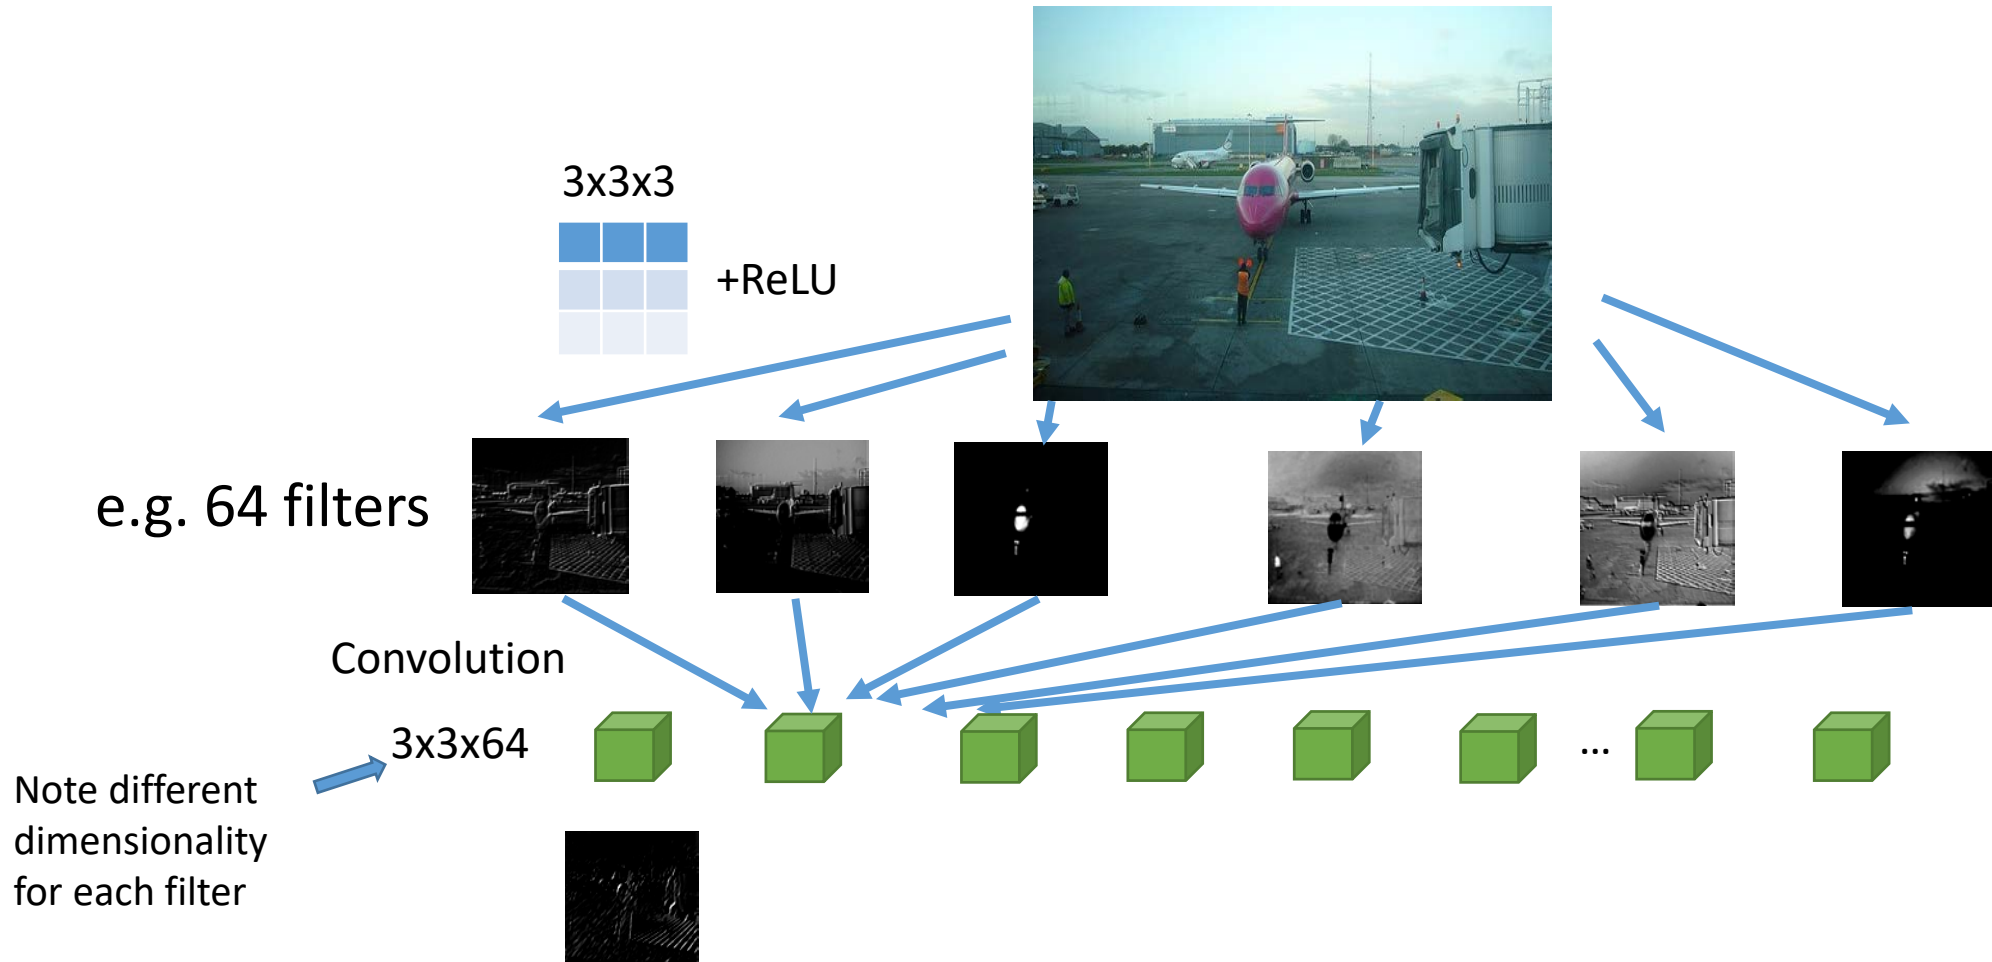 3x3x3
+ReLU
e.g. 64 filters
Convolution
3x3x64
...
Note different
dimensionality
for each filter